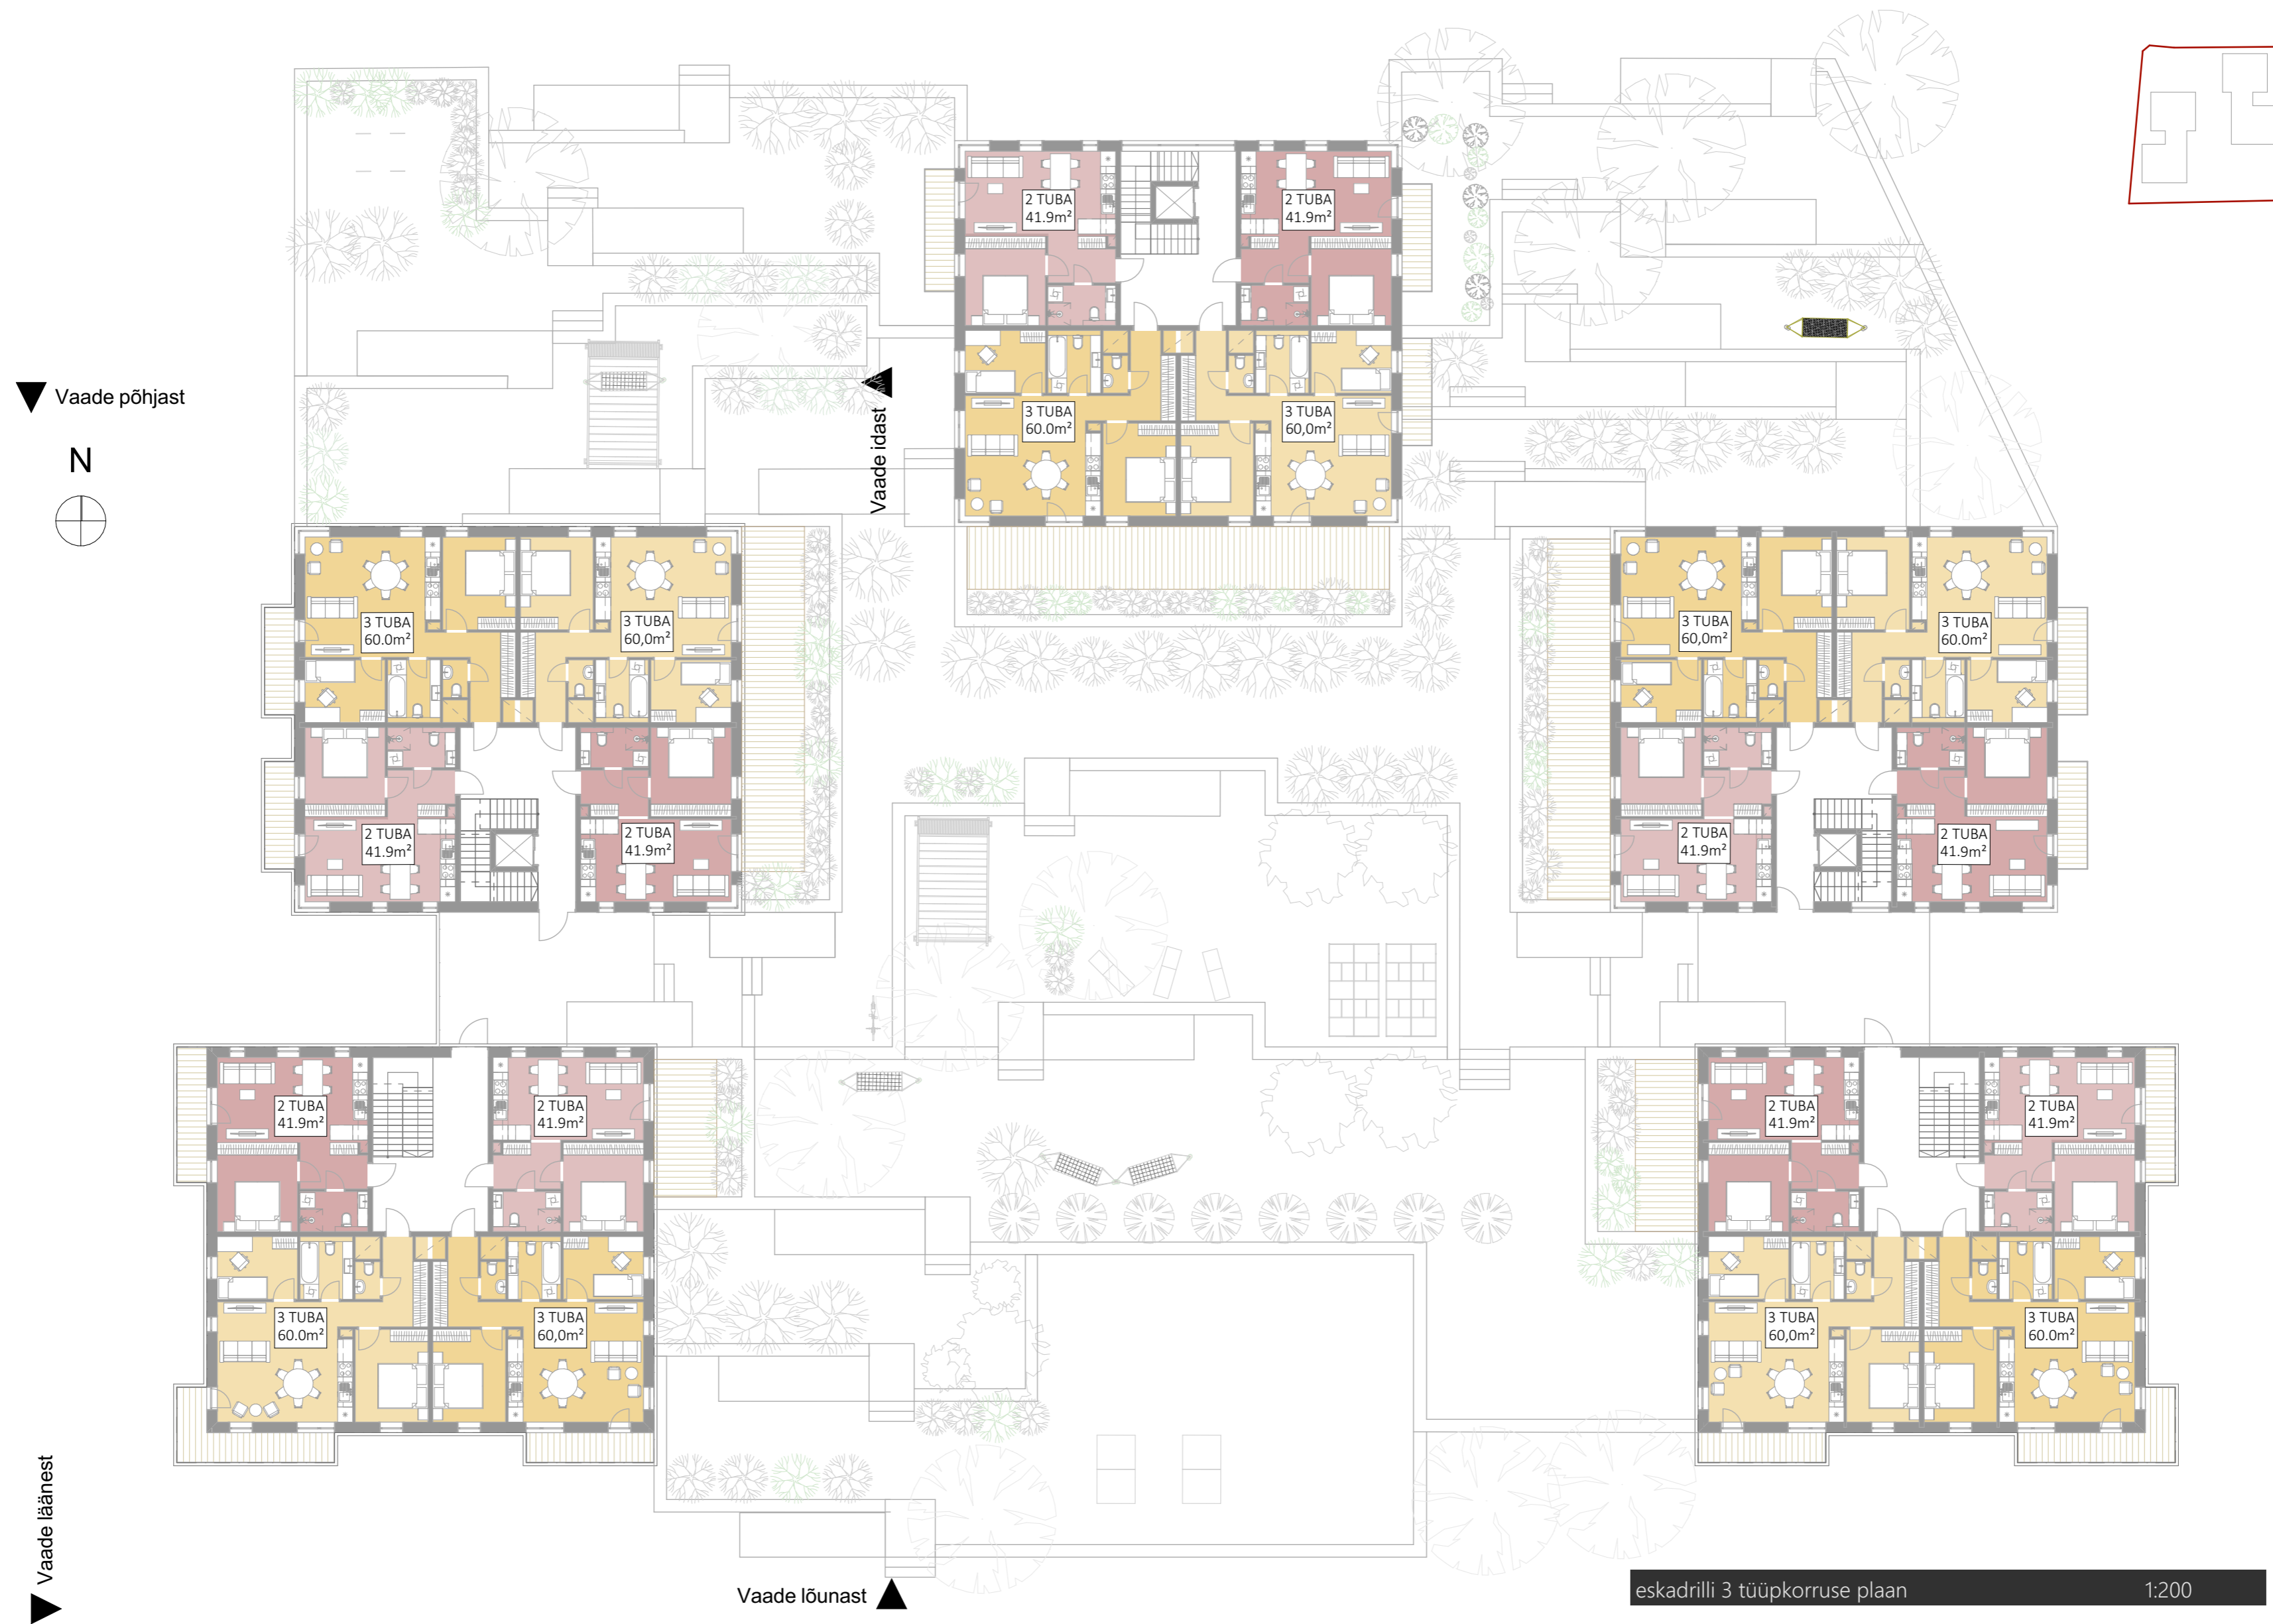 2 TUBA
41.9m²
2 TUBA
41.9m²
Vaade põhjast
N
Vaade idast
3 TUBA
60.0m²
3 TUBA
60,0m²
3 TUBA
60.0m²
3 TUBA
60,0m²
3 TUBA
60,0m²
3 TUBA
60.0m²
2 TUBA
41.9m²
2 TUBA
41.9m²
2 TUBA
41.9m²
2 TUBA
41.9m²
2 TUBA
41.9m²
2 TUBA
41.9m²
2 TUBA
41.9m²
2 TUBA
41.9m²
3 TUBA
60.0m²
3 TUBA
60,0m²
3 TUBA
60,0m²
3 TUBA
60.0m²
Vaade läänest
Vaade lõunast
eskadrilli 3 tüüpkorruse plaan 1:200